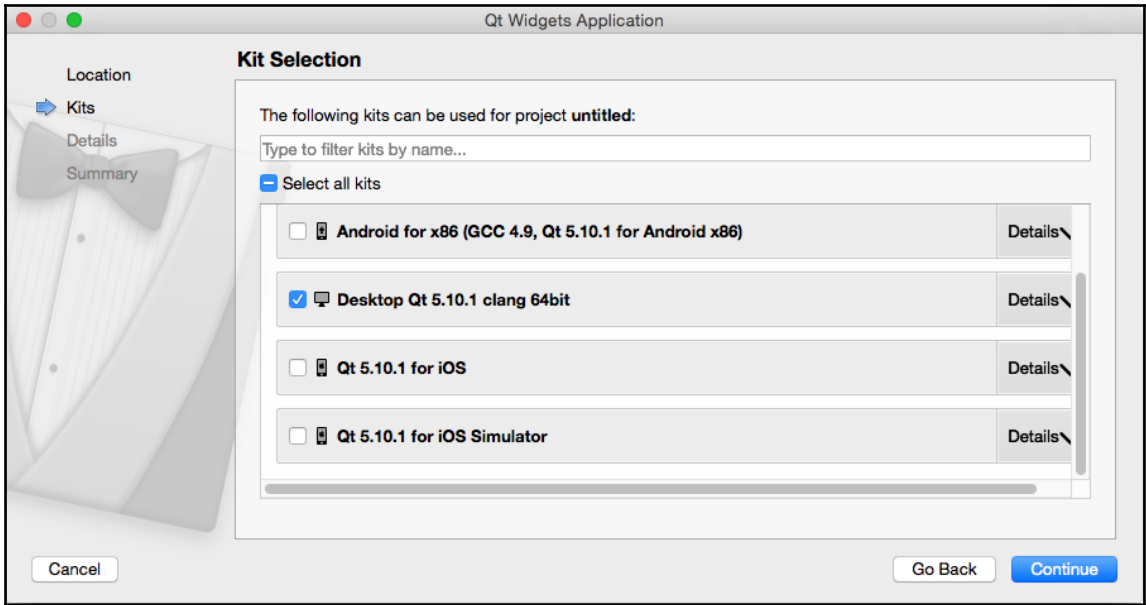 Qt Widgets Application
Location
Kits
Details
Summary
Kit Selection
The following kits can be used for project untitled:
Type to filter kits by name...
Select all kits
Android for x86 (GCC 4.9, Qt 5.10.1 for Android x86) Details
Desktop Qt 5.10.1 clang 64bit Details
Qt 5.10.1 for iOS Details
Qt 5.10.1 for iOS Simulator Details
Cancel Go Back Continue